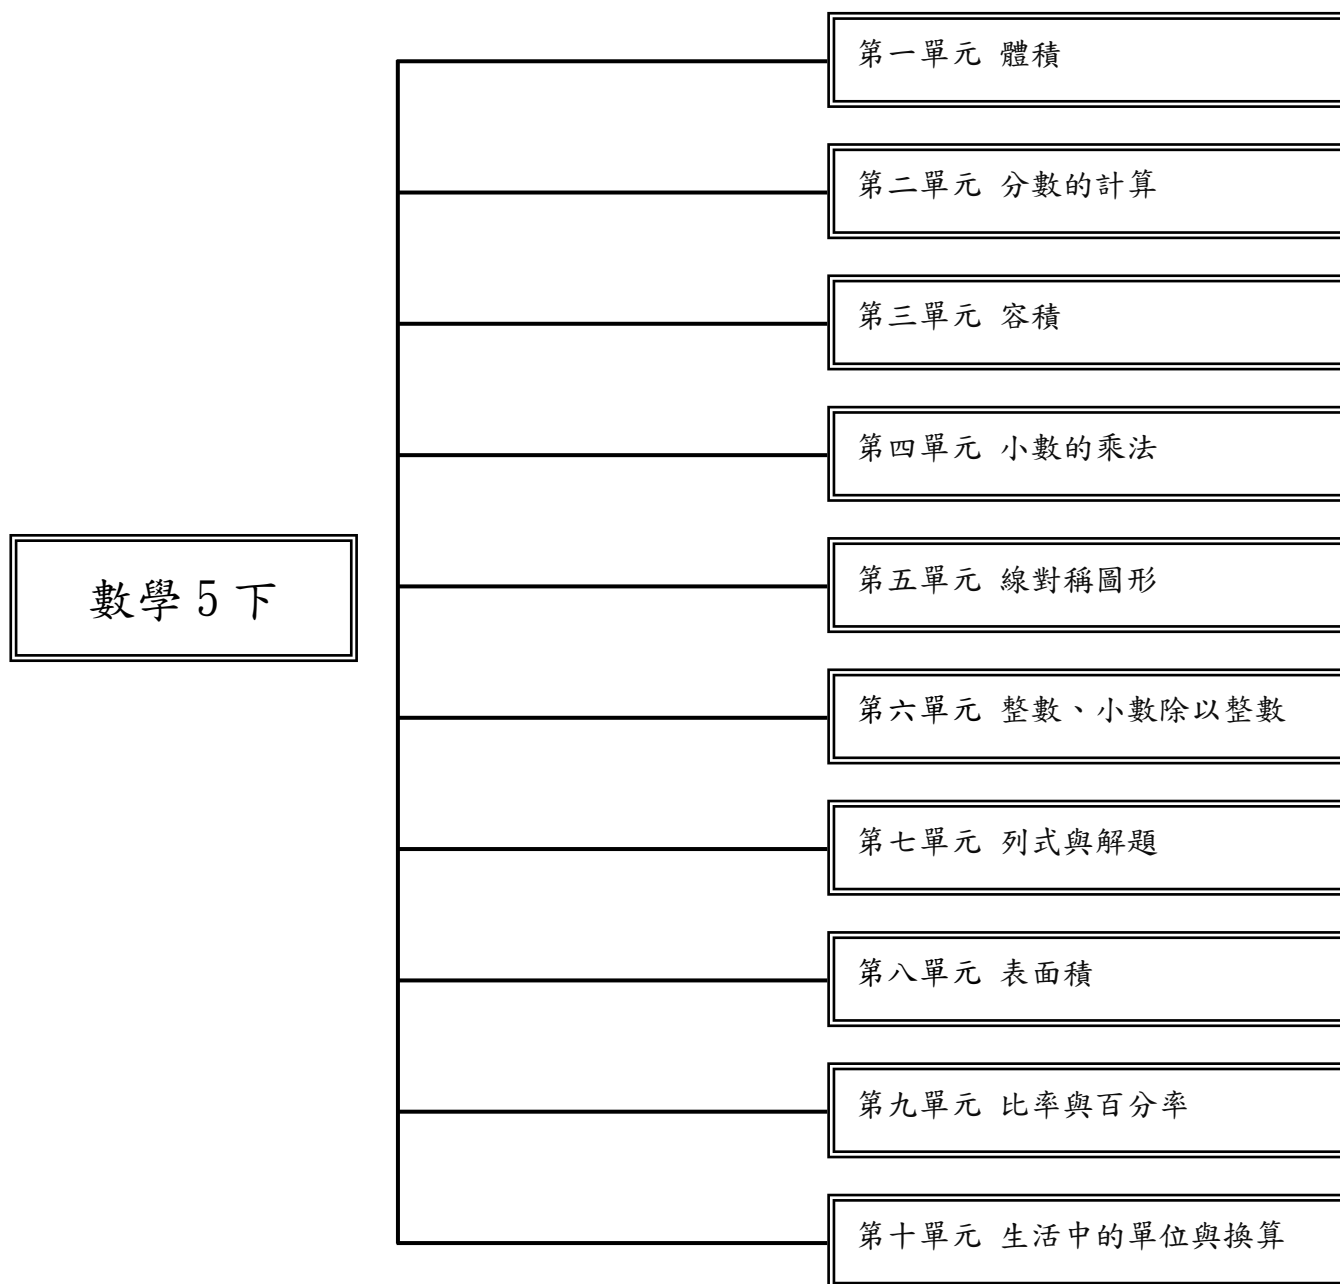 第一單元 體積
第二單元 分數的計算
第三單元 容積
第四單元 小數的乘法
數學 5 下
第五單元 線對稱圖形
第六單元 整數、小數除以整數
第七單元 列式與解題
第八單元 表面積
第九單元 比率與百分率
第十單元 生活中的單位與換算